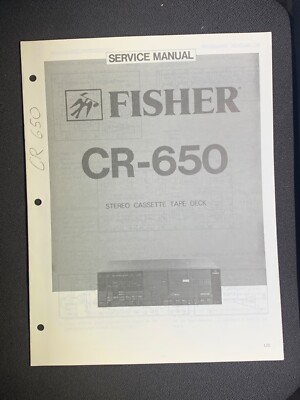 SERVICE MANUAL
FISHER
CR-650
STEREO CASSETTE TAPE DECK
CR 650